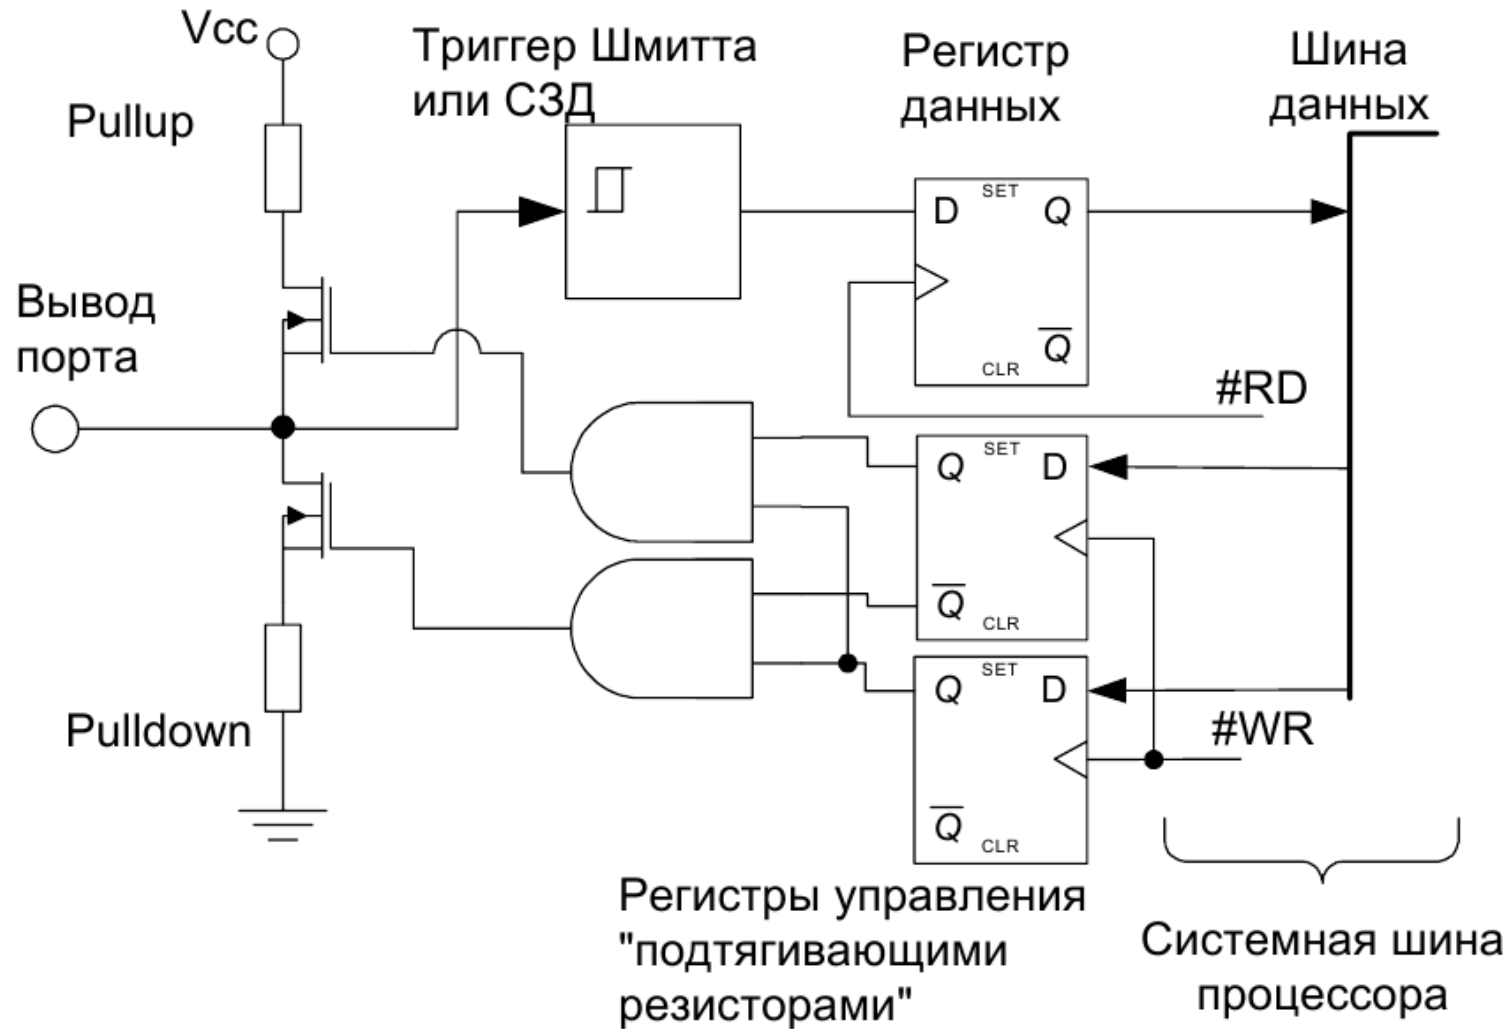 Vcc
Триггер Шмитта
или СЗД
Регистр
данных
Шина
данных
Pullup
SET
D
Q
Q
CLR
Вывод
порта
#RD
SET
Q
D
Q
CLR
SET
Q
D
Q
CLR
#WR
Pulldown
Регистры управления
"подтягивающими
резисторами"
Системная шина
процессора